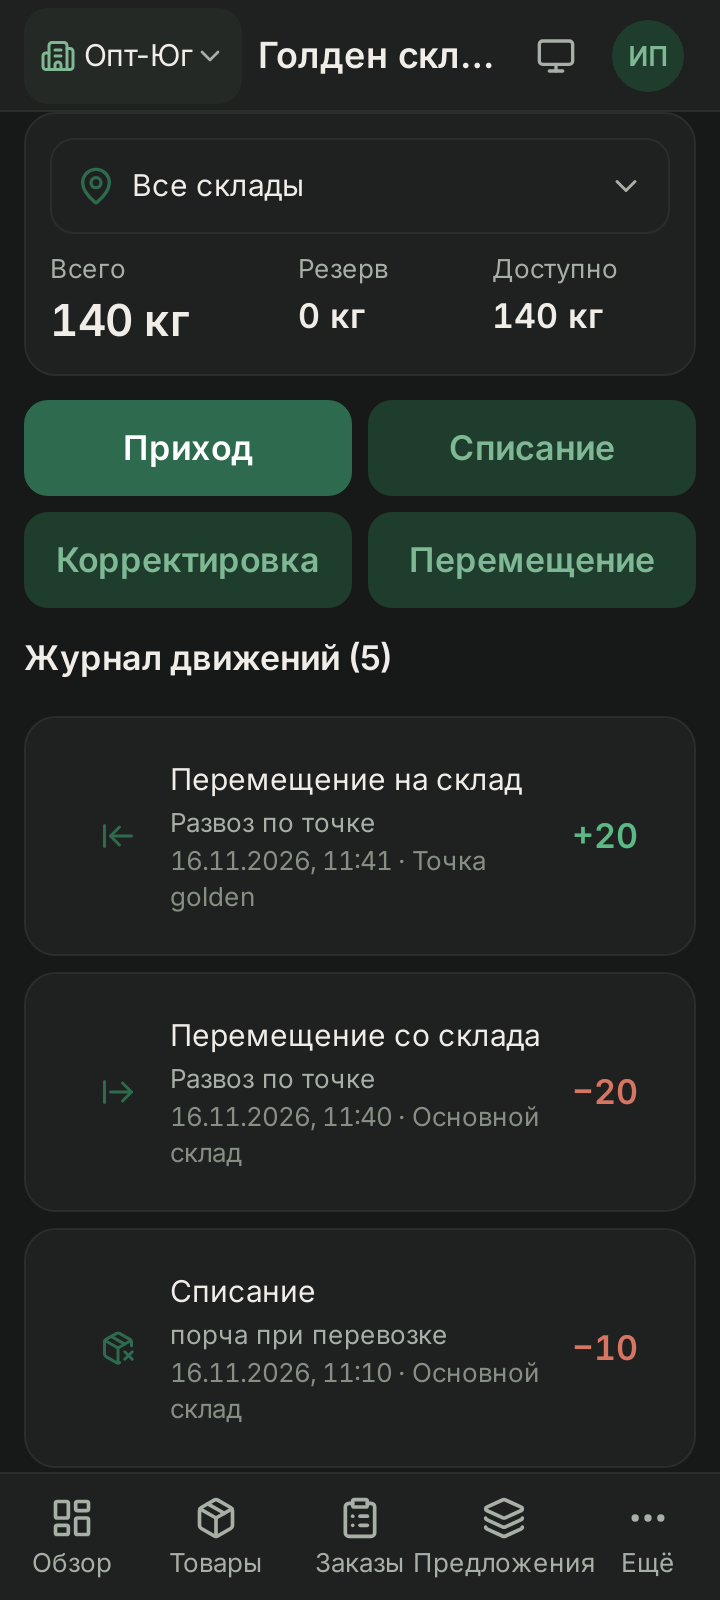 Опт-Юг
Голден скл...
ИП
Все склады
Всего Резерв Доступно
140 кг 0 кг 140 кг
Приход Списание
Корректировка Перемещение
Журнал движений (5)
Перемещение на склад
Развоз по точке
16.11.2026, 11:41 · Точка
golden
+20
Перемещение со склада
Развоз по точке
16.11.2026, 11:40 · Основной
склад
−20
Списание
порча при перевозке
16.11.2026, 11:10 · Основной
склад
−10
Обзор Товары Заказы Предложения Ещё